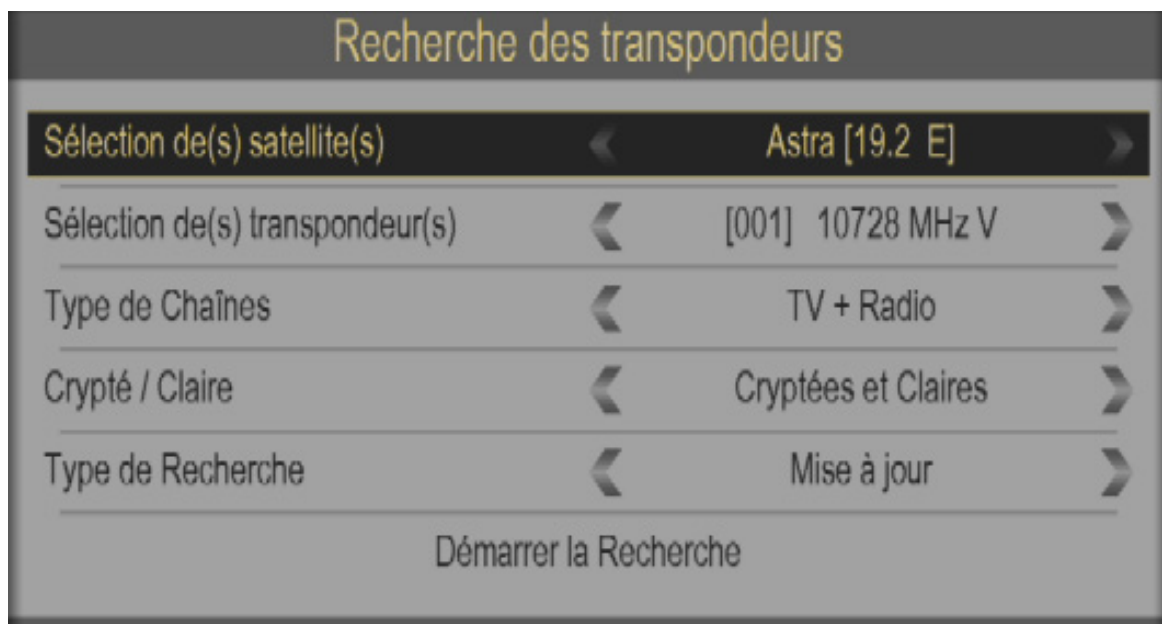 Recherche des transpondeurs
Sélection de(s) satellite(s) Astra [19.2 E]
Sélection de(s) transpondeur(s) [001] 10728 MHz V
Type de Chaînes TV + Radio
Crypté / Claire Cryptées et Claires
Type de Recherche Mise à jour
Démarrer la Recherche